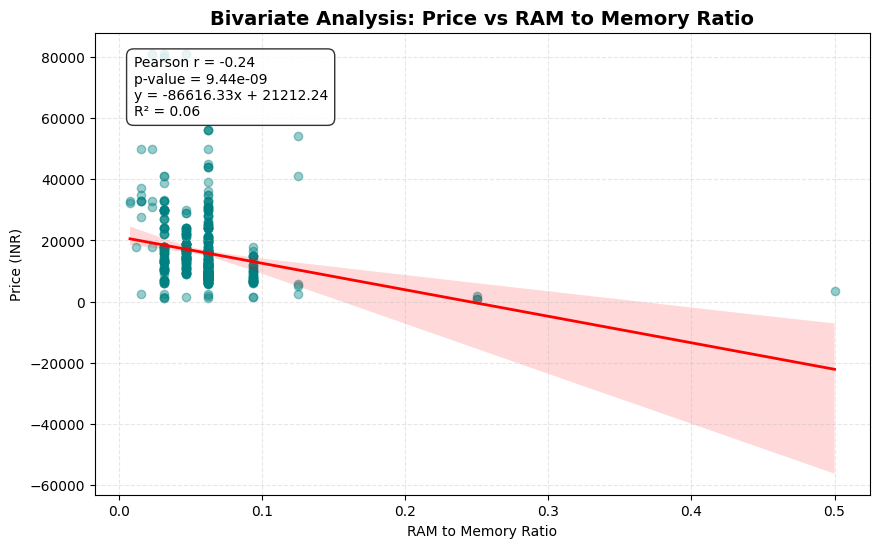 Bivariate Analysis: Price vs RAM to Memory Ratio
Pearson r = -0.24
p-value = 9.44e-09
y = -86616.33x + 21212.24
R² = 0.06
Price (INR)
80000
60000
40000
20000
0
−20000
−40000
−60000
0.0
0.1
0.2
0.3
0.4
0.5
RAM to Memory Ratio